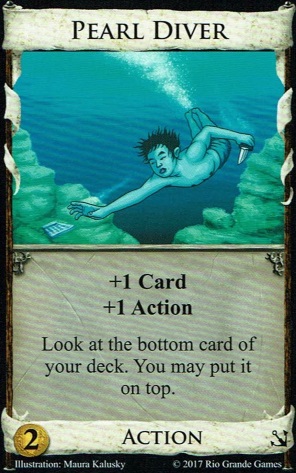 PEARL DIVER
+1 Card
+1 Action
Look at the bottom card of
your deck. You may put it
on top.
2
ACTION
Illustration: Maura Kalusky
© 2017 Rio Grande Games